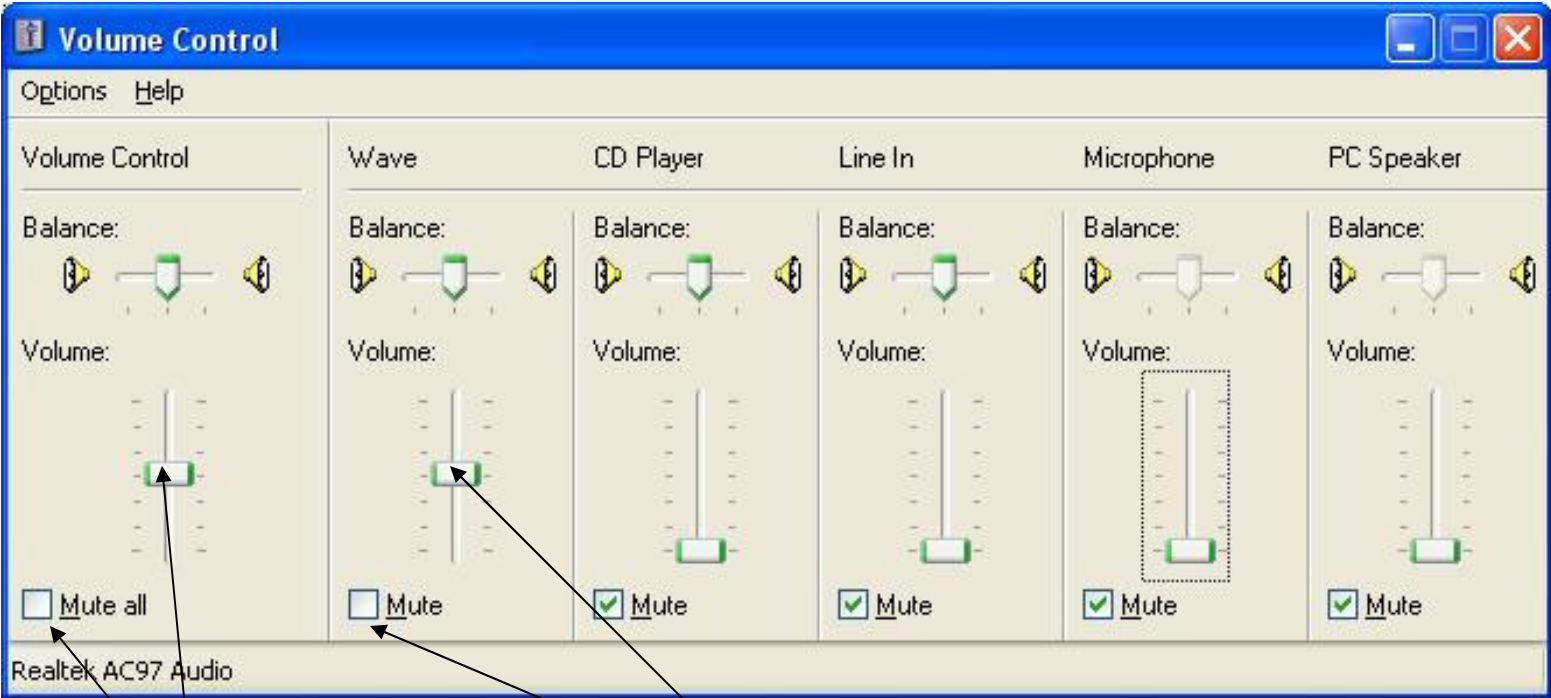 Volume Control
Options Help
Volume Control Wave CD Player Line In Microphone PC Speaker
Balance: Balance: Balance: Balance: Balance: Balance:
Volume: Volume: Volume: Volume: Volume: Volume:
Mute all Mute Mute Mute Mute Mute
Realtek AC97 Audio